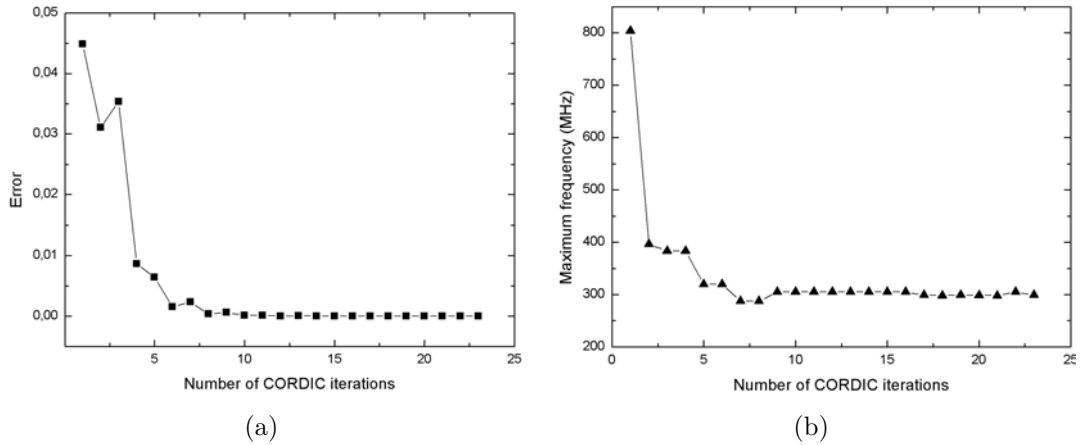 0,05
0,04
0,03
0,02
0,01
0,00
Error
5 10 15 20 25
Number of CORDIC iterations
(a)
800
700
600
500
400
300
200
Maximum frequency (MHz)
0 5 10 15 20 25
Number of CORDIC iterations
(b)